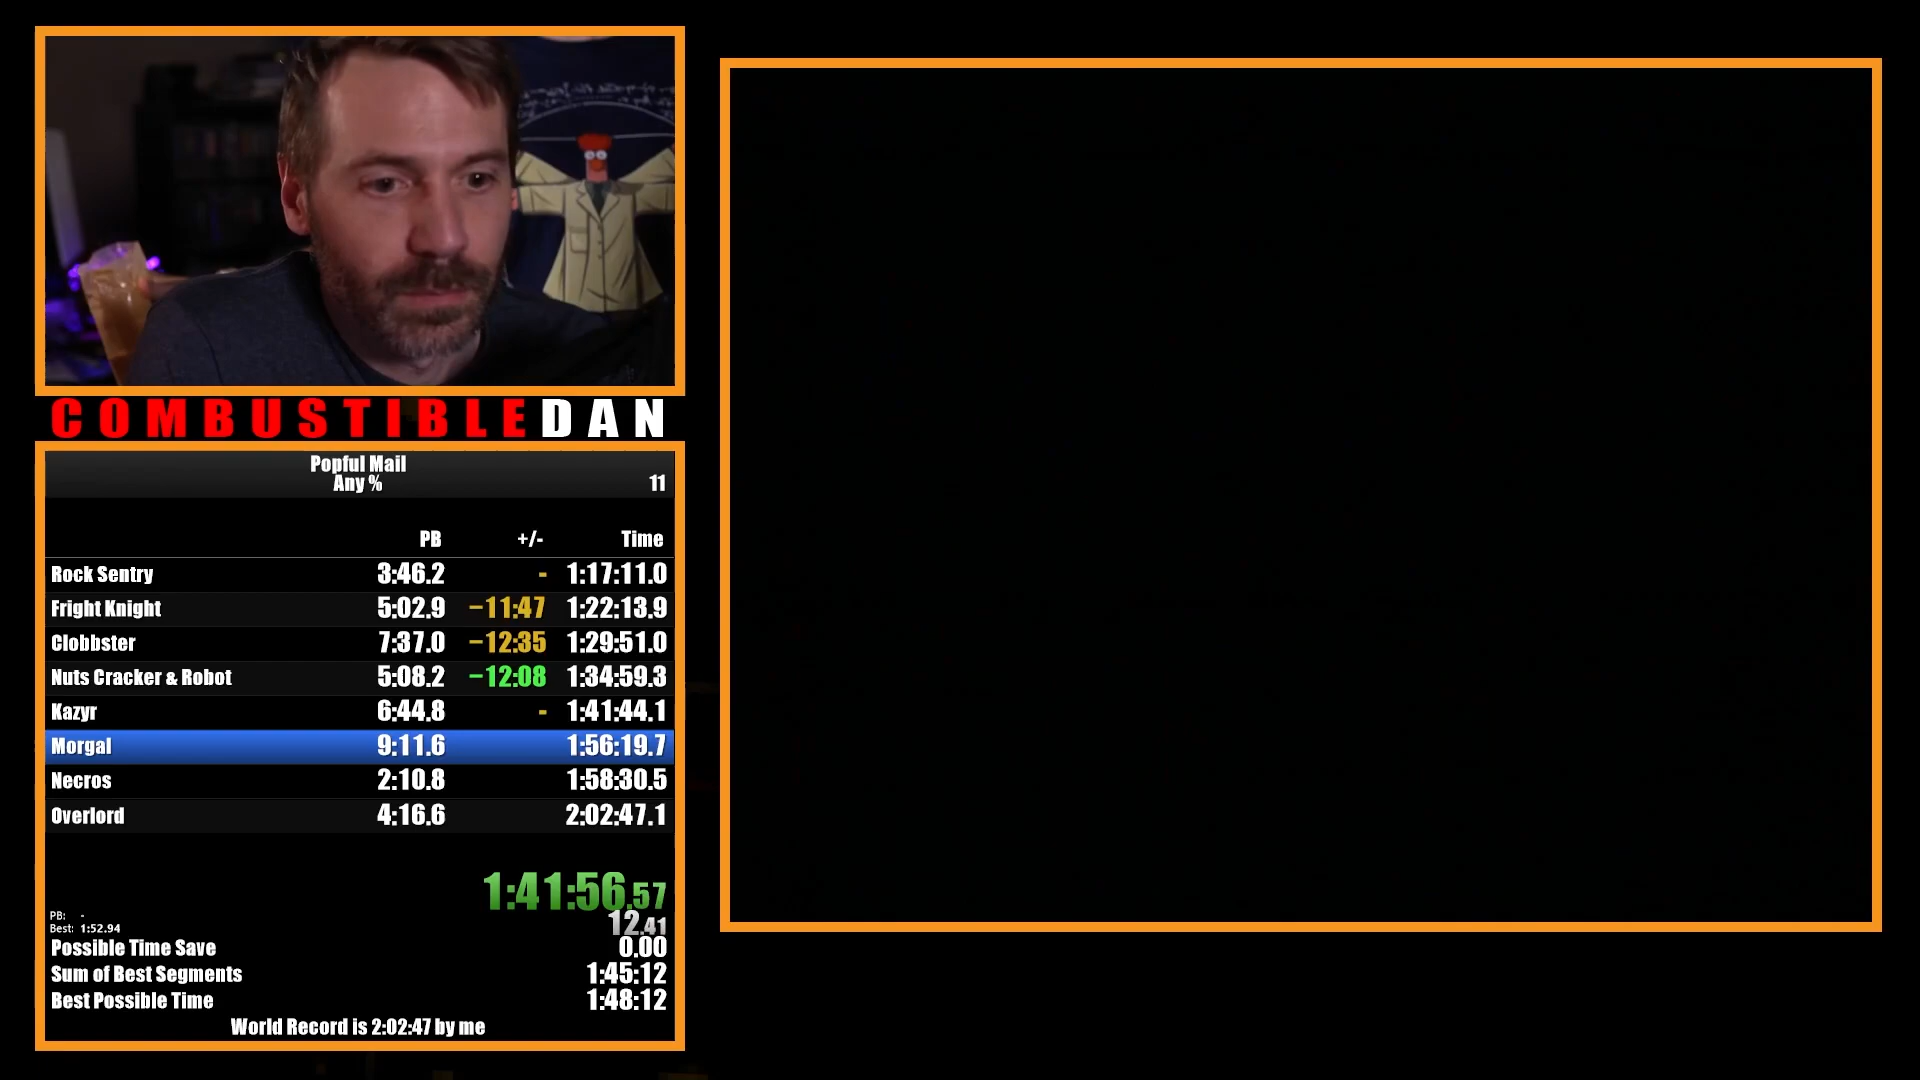 COMBUSTIBLEDAN
Popful Mail
Any %
11
PB +/- Time
Rock Sentry 3:46.2 - 1:17:11.0
Fright Knight 5:02.9 −11:47 1:22:13.9
Clobbster 7:37.0 −12:35 1:29:51.0
Nuts Cracker & Robot 5:08.2 −12:08 1:34:59.3
Kazyr 6:44.8 - 1:41:44.1
Morgal 9:11.6 1:56:19.7
Necros 2:10.8 1:58:30.5
Overlord 4:16.6 2:02:47.1
1:41:56.57
PB: -
Best: 1:52.94
12.41
Possible Time Save 0.00
Sum of Best Segments 1:45:12
Best Possible Time 1:48:12
World Record is 2:02:47 by me